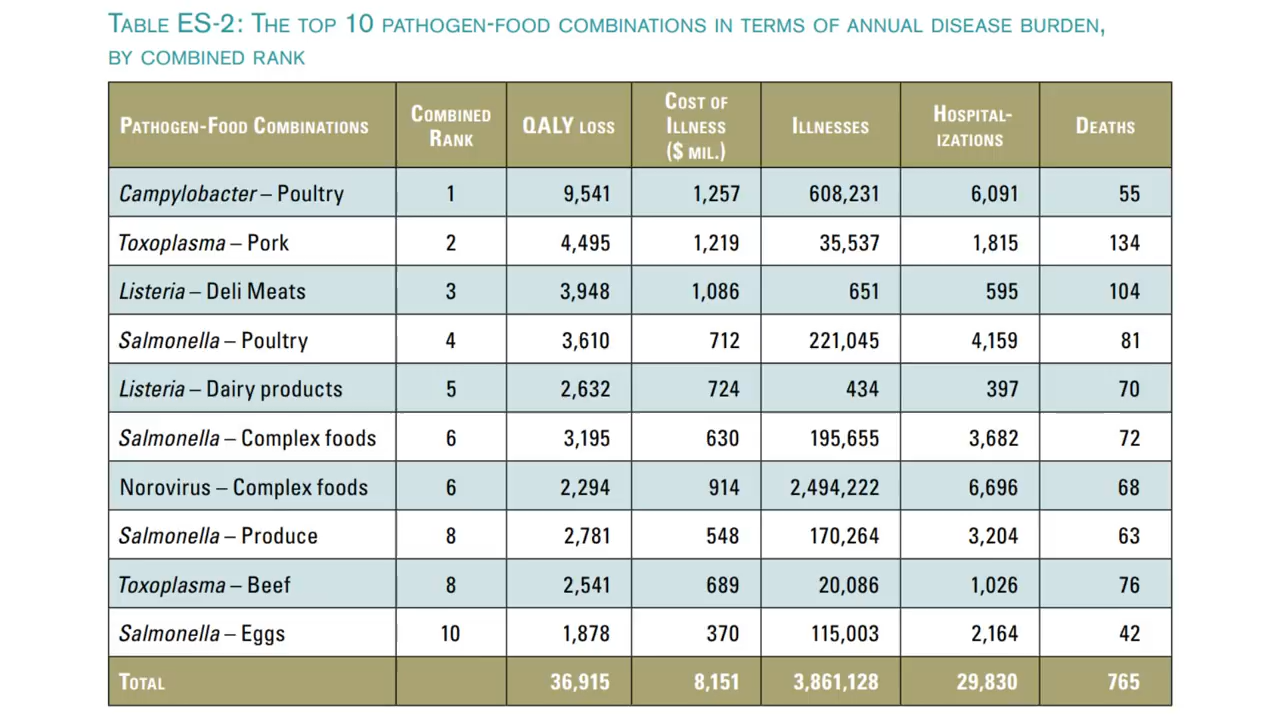 TABLE ES-2: THE TOP 10 PATHOGEN-FOOD COMBINATIONS IN TERMS OF ANNUAL DISEASE BURDEN,
BY COMBINED RANK
PATHOGEN-FOOD COMBINATIONS COMBINED RANK QALY LOSS COST OF ILLNESS ($ MIL.) ILLNESSES HOSPITAL-IZATIONS DEATHS
Campylobacter – Poultry 1 9,541 1,257 608,231 6,091 55
Toxoplasma – Pork 2 4,495 1,219 35,537 1,815 134
Listeria – Deli Meats 3 3,948 1,086 651 595 104
Salmonella – Poultry 4 3,610 712 221,045 4,159 81
Listeria – Dairy products 5 2,632 724 434 397 70
Salmonella – Complex foods 6 3,195 630 195,655 3,682 72
Norovirus – Complex foods 6 2,294 914 2,494,222 6,696 68
Salmonella – Produce 8 2,781 548 170,264 3,204 63
Toxoplasma – Beef 8 2,541 689 20,086 1,026 76
Salmonella – Eggs 10 1,878 370 115,003 2,164 42
TOTAL 36,915 8,151 3,861,128 29,830 765